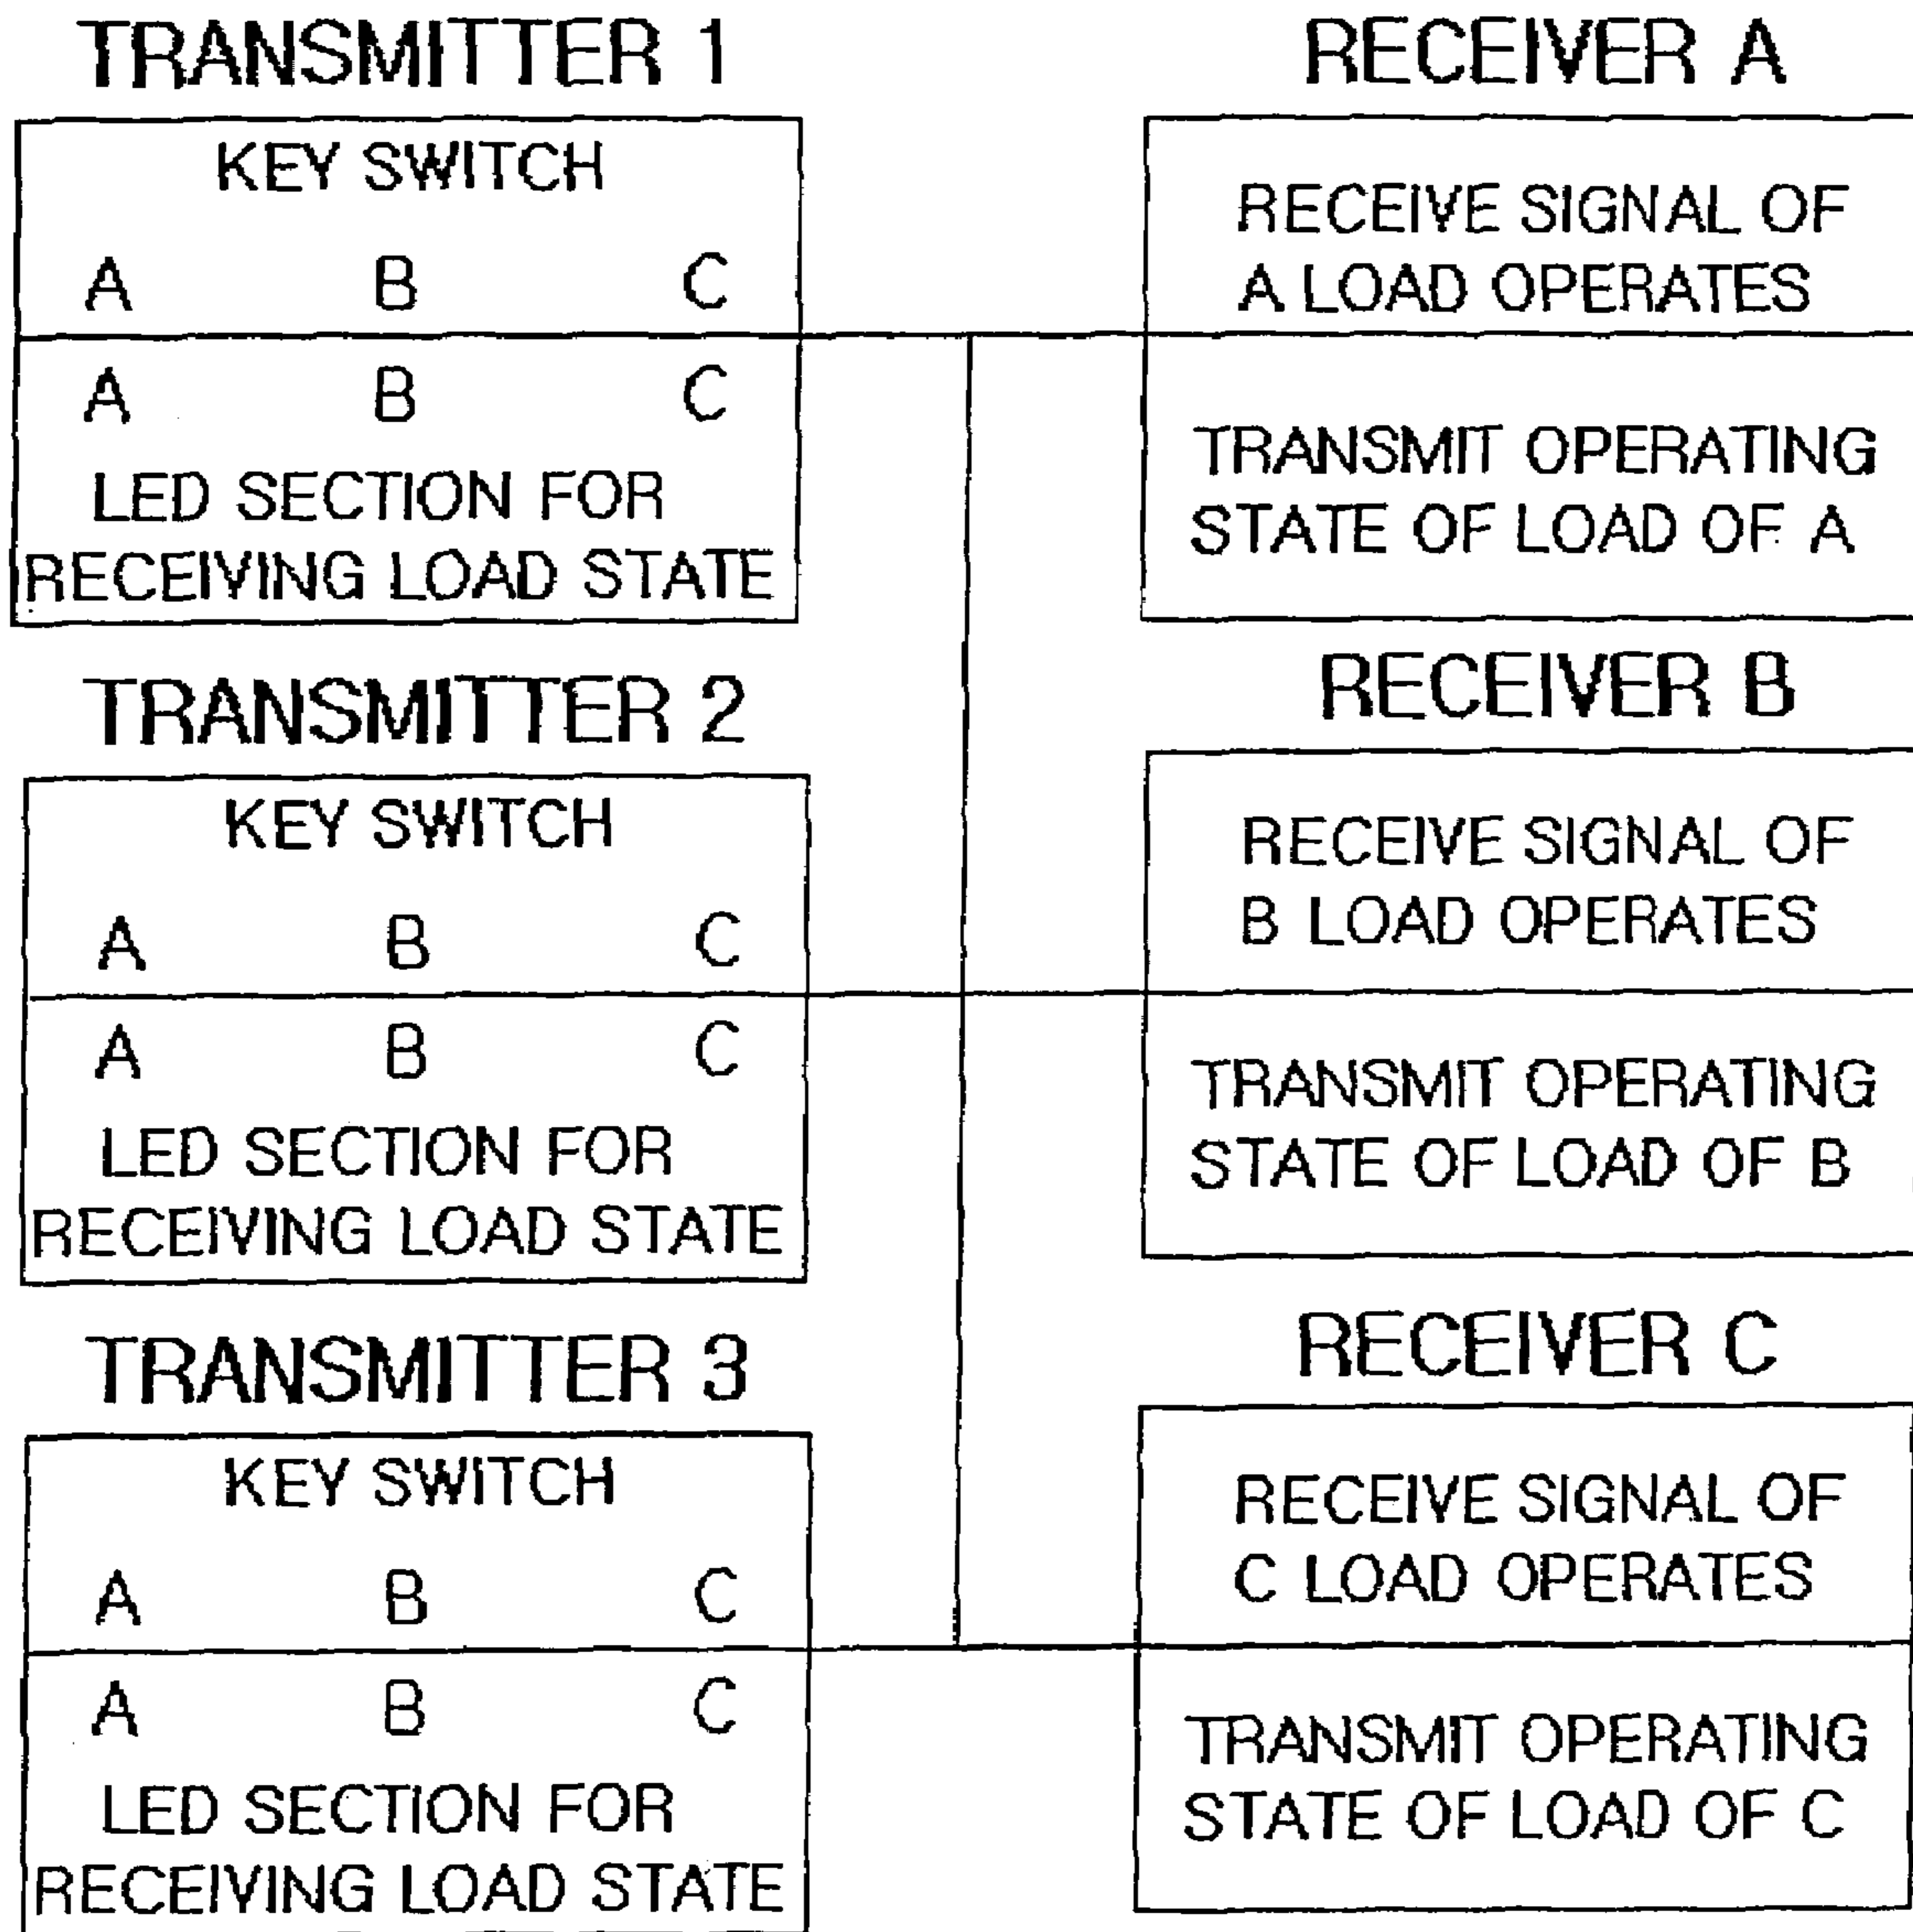 TRANSMITTER 1
KEY SWITCH
A B C
A B C
LED SECTION FOR
RECEIVING LOAD STATE
RECEIVER A
RECEIVE SIGNAL OF
A LOAD OPERATES
TRANSMIT OPERATING
STATE OF LOAD OF A
TRANSMITTER 2
KEY SWITCH
A B C
A B C
LED SECTION FOR
RECEIVING LOAD STATE
RECEIVER B
RECEIVE SIGNAL OF
B LOAD OPERATES
TRANSMIT OPERATING
STATE OF LOAD OF B
TRANSMITTER 3
KEY SWITCH
A B C
A B C
LED SECTION FOR
RECEIVING LOAD STATE
RECEIVER C
RECEIVE SIGNAL OF
C LOAD OPERATES
TRANSMIT OPERATING
STATE OF LOAD OF C